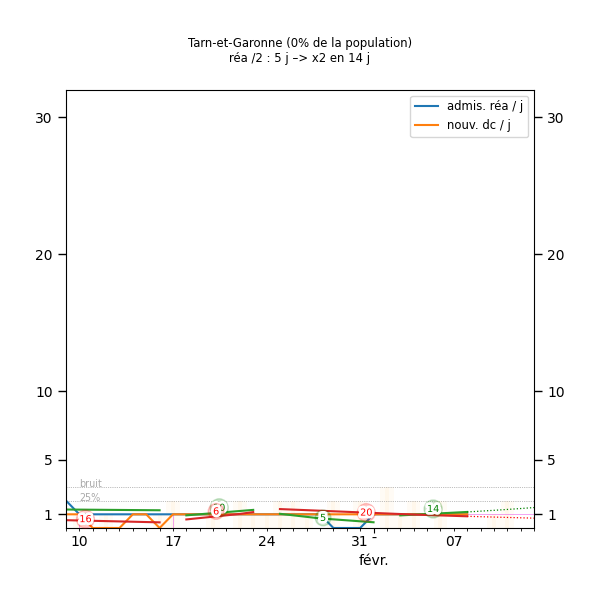 Tarn-et-Garonne (0% de la population)
réa /2 : 5 j –> x2 en 14 j
admis. réa / j
nouv. dc / j
30 30
20 20
10 10
5 5
bruit
25%
1 1
16 6 5 20 14
10 17 24 31 07
févr.